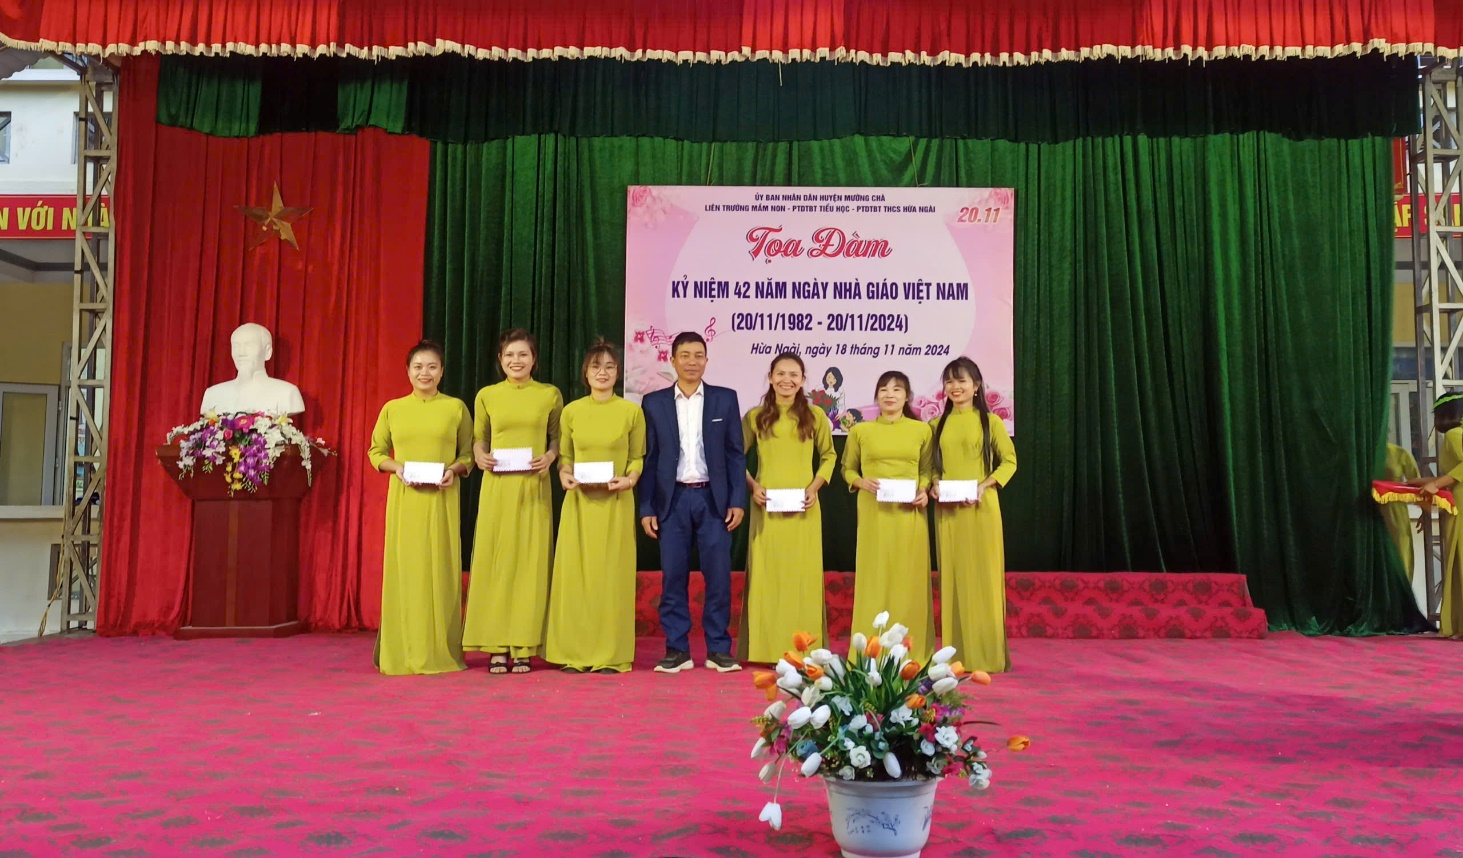 N VỚI NH
ỦY BAN NHÂN DÂN HUYỆN MƯỜNG CHÀ
LIÊN TRƯỜNG MẦM NON - PTDTBT TIỂU HỌC - PTDTBT THCS HỪA NGÀI
20.11
Tọa Đàm
KỶ NIỆM 42 NĂM NGÀY NHÀ GIÁO VIỆT NAM
(20/11/1982 - 20/11/2024)
Hừa Ngài, ngày 18 tháng 11 năm 2024